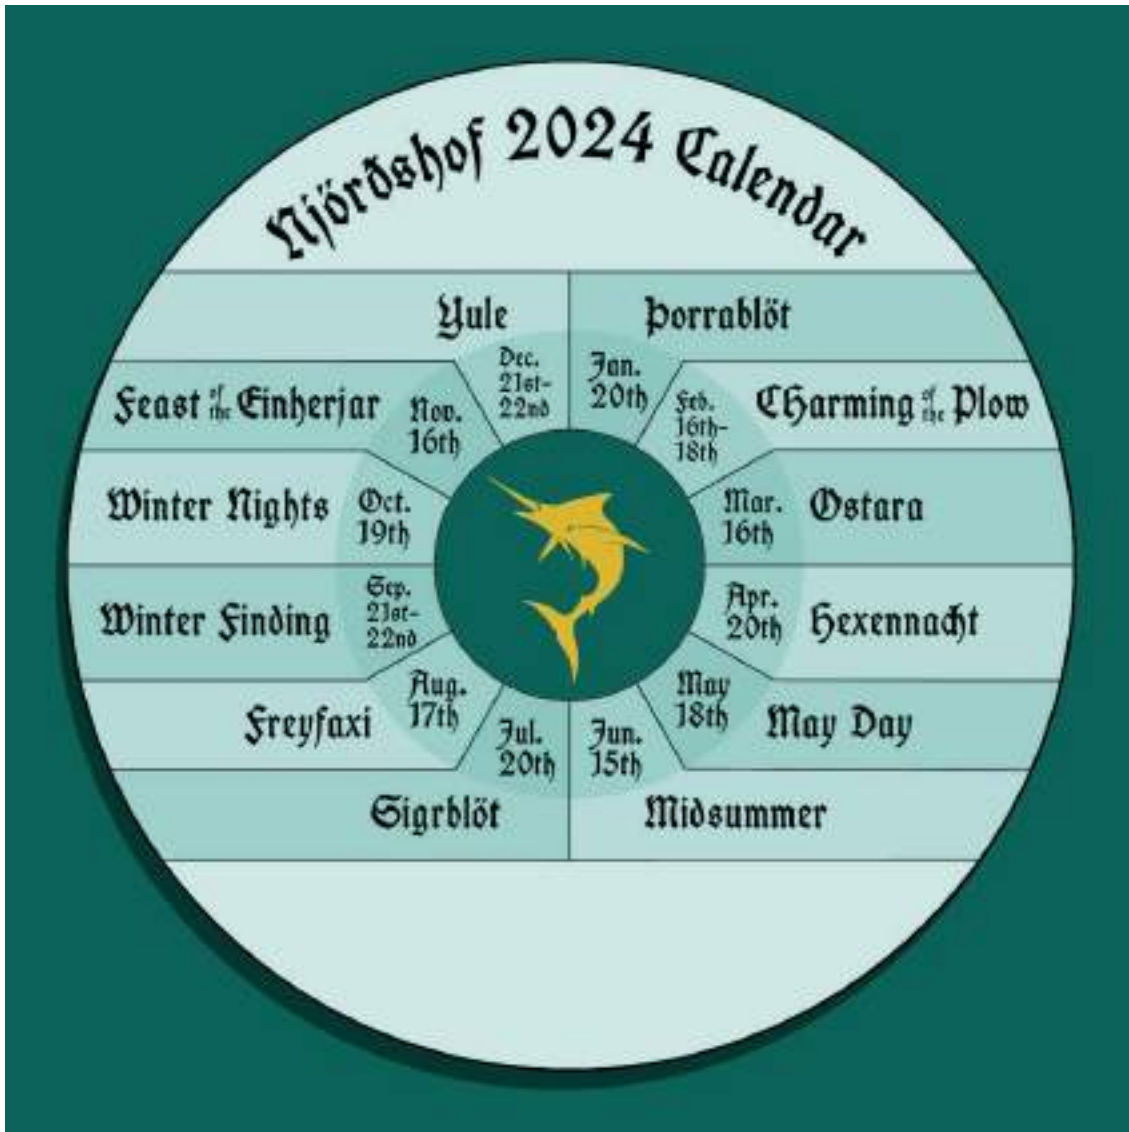 Njörðshof 2024 Calendar
Yule
Dec.
21st-
22nd
Þorrablöt
Jan.
20th
Feast of the Einherjar
Nov.
16th
Feb.
16th-
18th
Charming of the Plow
Winter Nights
Oct.
19th
Mar.
16th
Ostara
Winter Finding
Sep.
21st-
22nd
Apr.
20th
Hexennacht
Freyfaxi
Aug.
17th
May
18th
May Day
Jul.
20th
Sigrblöt
Jun.
15th
Midsummer